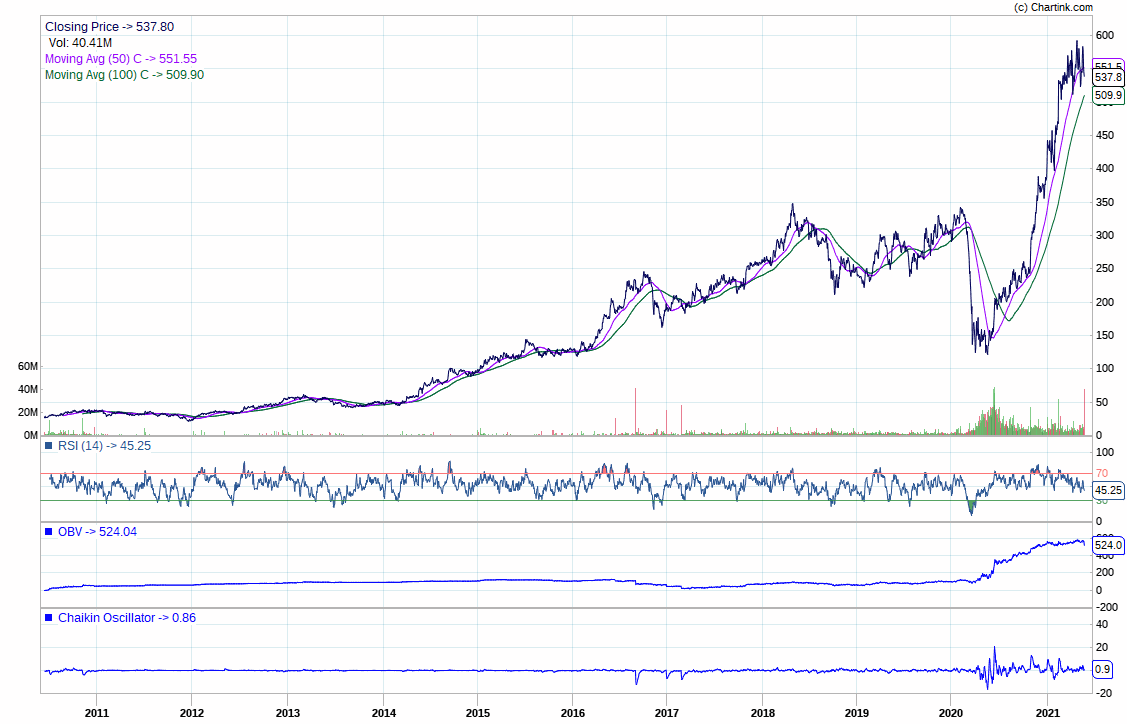 (c) Chartink.com
Closing Price -> 537.80
Vol: 40.41M
Moving Avg (50) C -> 551.55
Moving Avg (100) C -> 509.90
600
551.5
537.8
509.9
450
400
350
300
250
200
150
100
50
0
60M
40M
20M
0M
RSI (14) -> 45.25
100
70
45.25
30
0
OBV -> 524.04
600
524.0
400
200
0
-200
Chaikin Oscillator -> 0.86
40
20
0.9
-20
2011 2012 2013 2014 2015 2016 2017 2018 2019 2020 2021